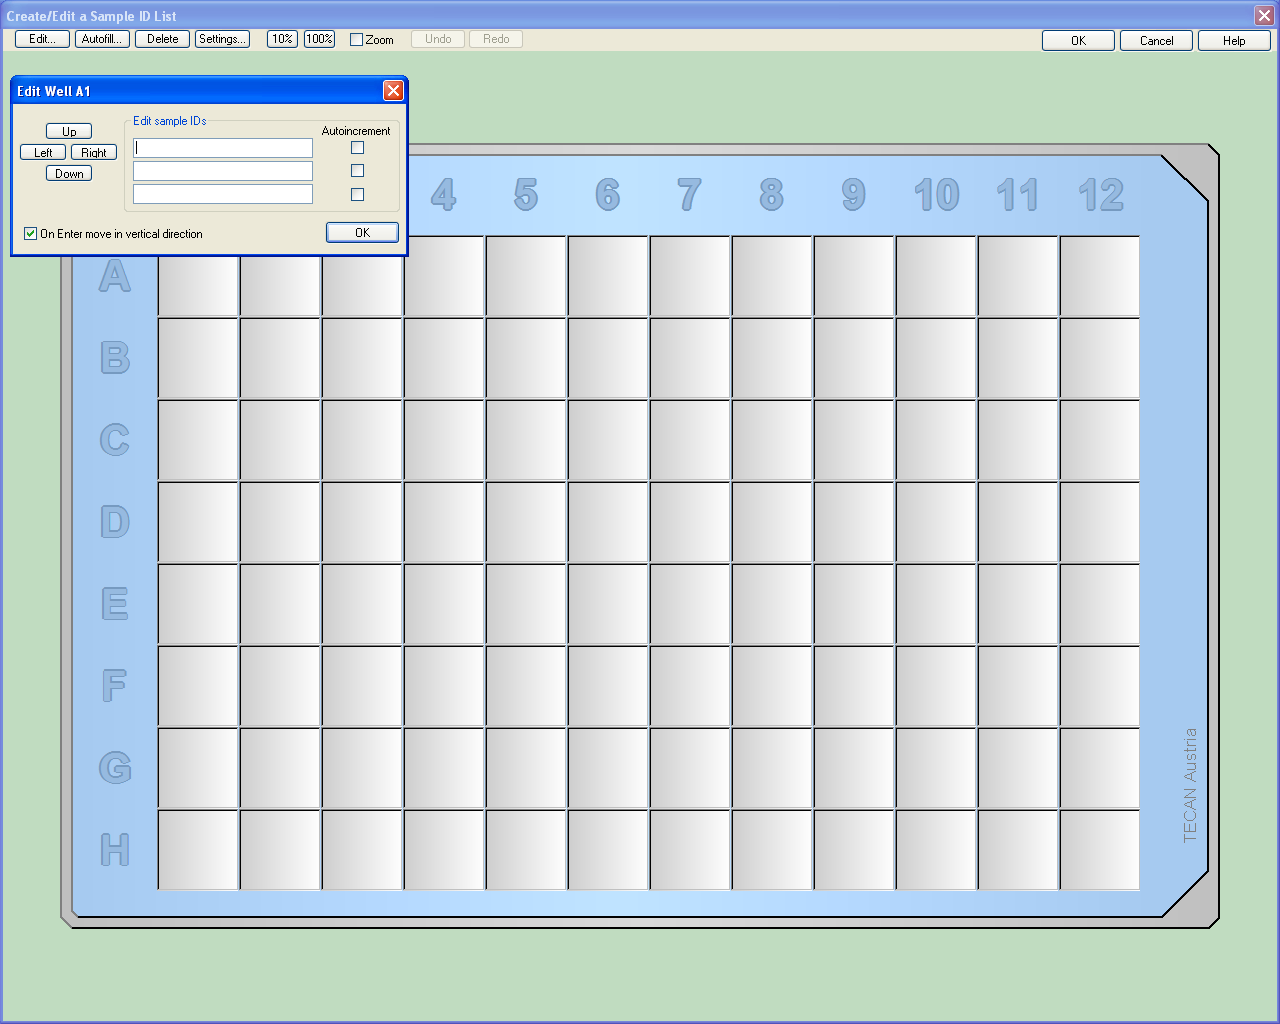 Create/Edit a Sample ID List
Edit... Autofill... Delete Settings... 10% 100% Zoom Undo Redo OK Cancel Help
Edit Well A1
Edit sample IDs
Autoincrement
Up
Left Right
Down
On Enter move in vertical direction
OK
4 5 6 7 8 9 10 11 12
A
B
C
D
E
F
G
H
TECAN Austria